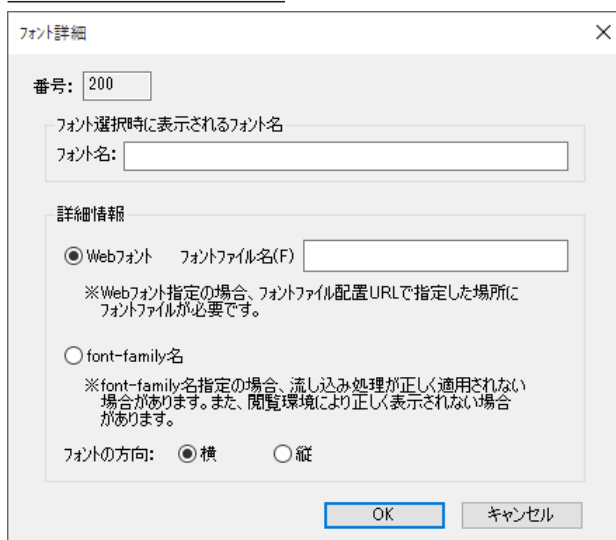 フォント詳細
番号: 200
フォント選択時に表示されるフォント名
フォント名:
詳細情報
Webフォント フォントファイル名(F)
※Webフォント指定の場合、フォントファイル配置URLで指定した場所に
フォントファイルが必要です。
font-family名
※font-family名指定の場合、流し込み処理が正しく適用されない
場合があります。また、閲覧環境により正しく表示されない場合
があります。
フォントの方向: 横 縦
OK キャンセル